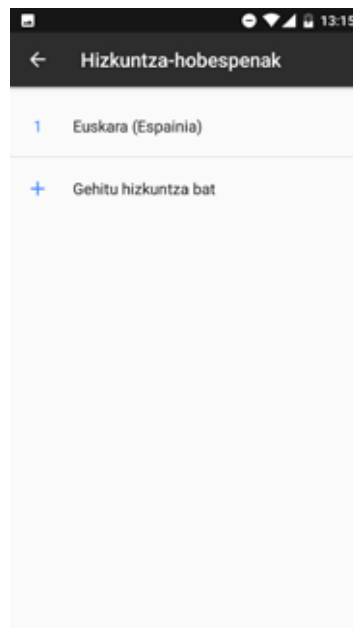 13:15
Hizkuntza-hobespenak
1 Euskara (Espainia)
+ Gehitu hizkuntza bat